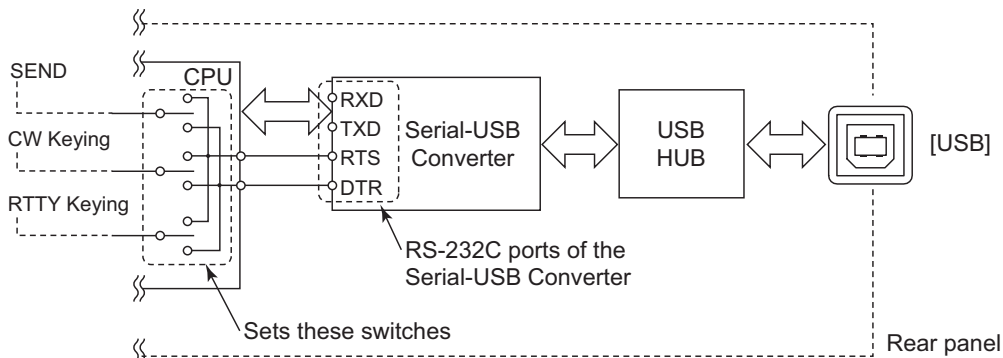 SEND
CPU
CW Keying
RTTY Keying
RXD
TXD
RTS
DTR
Serial-USB
Converter
USB
HUB
[USB]
RS-232C ports of the
Serial-USB Converter
Sets these switches
Rear panel